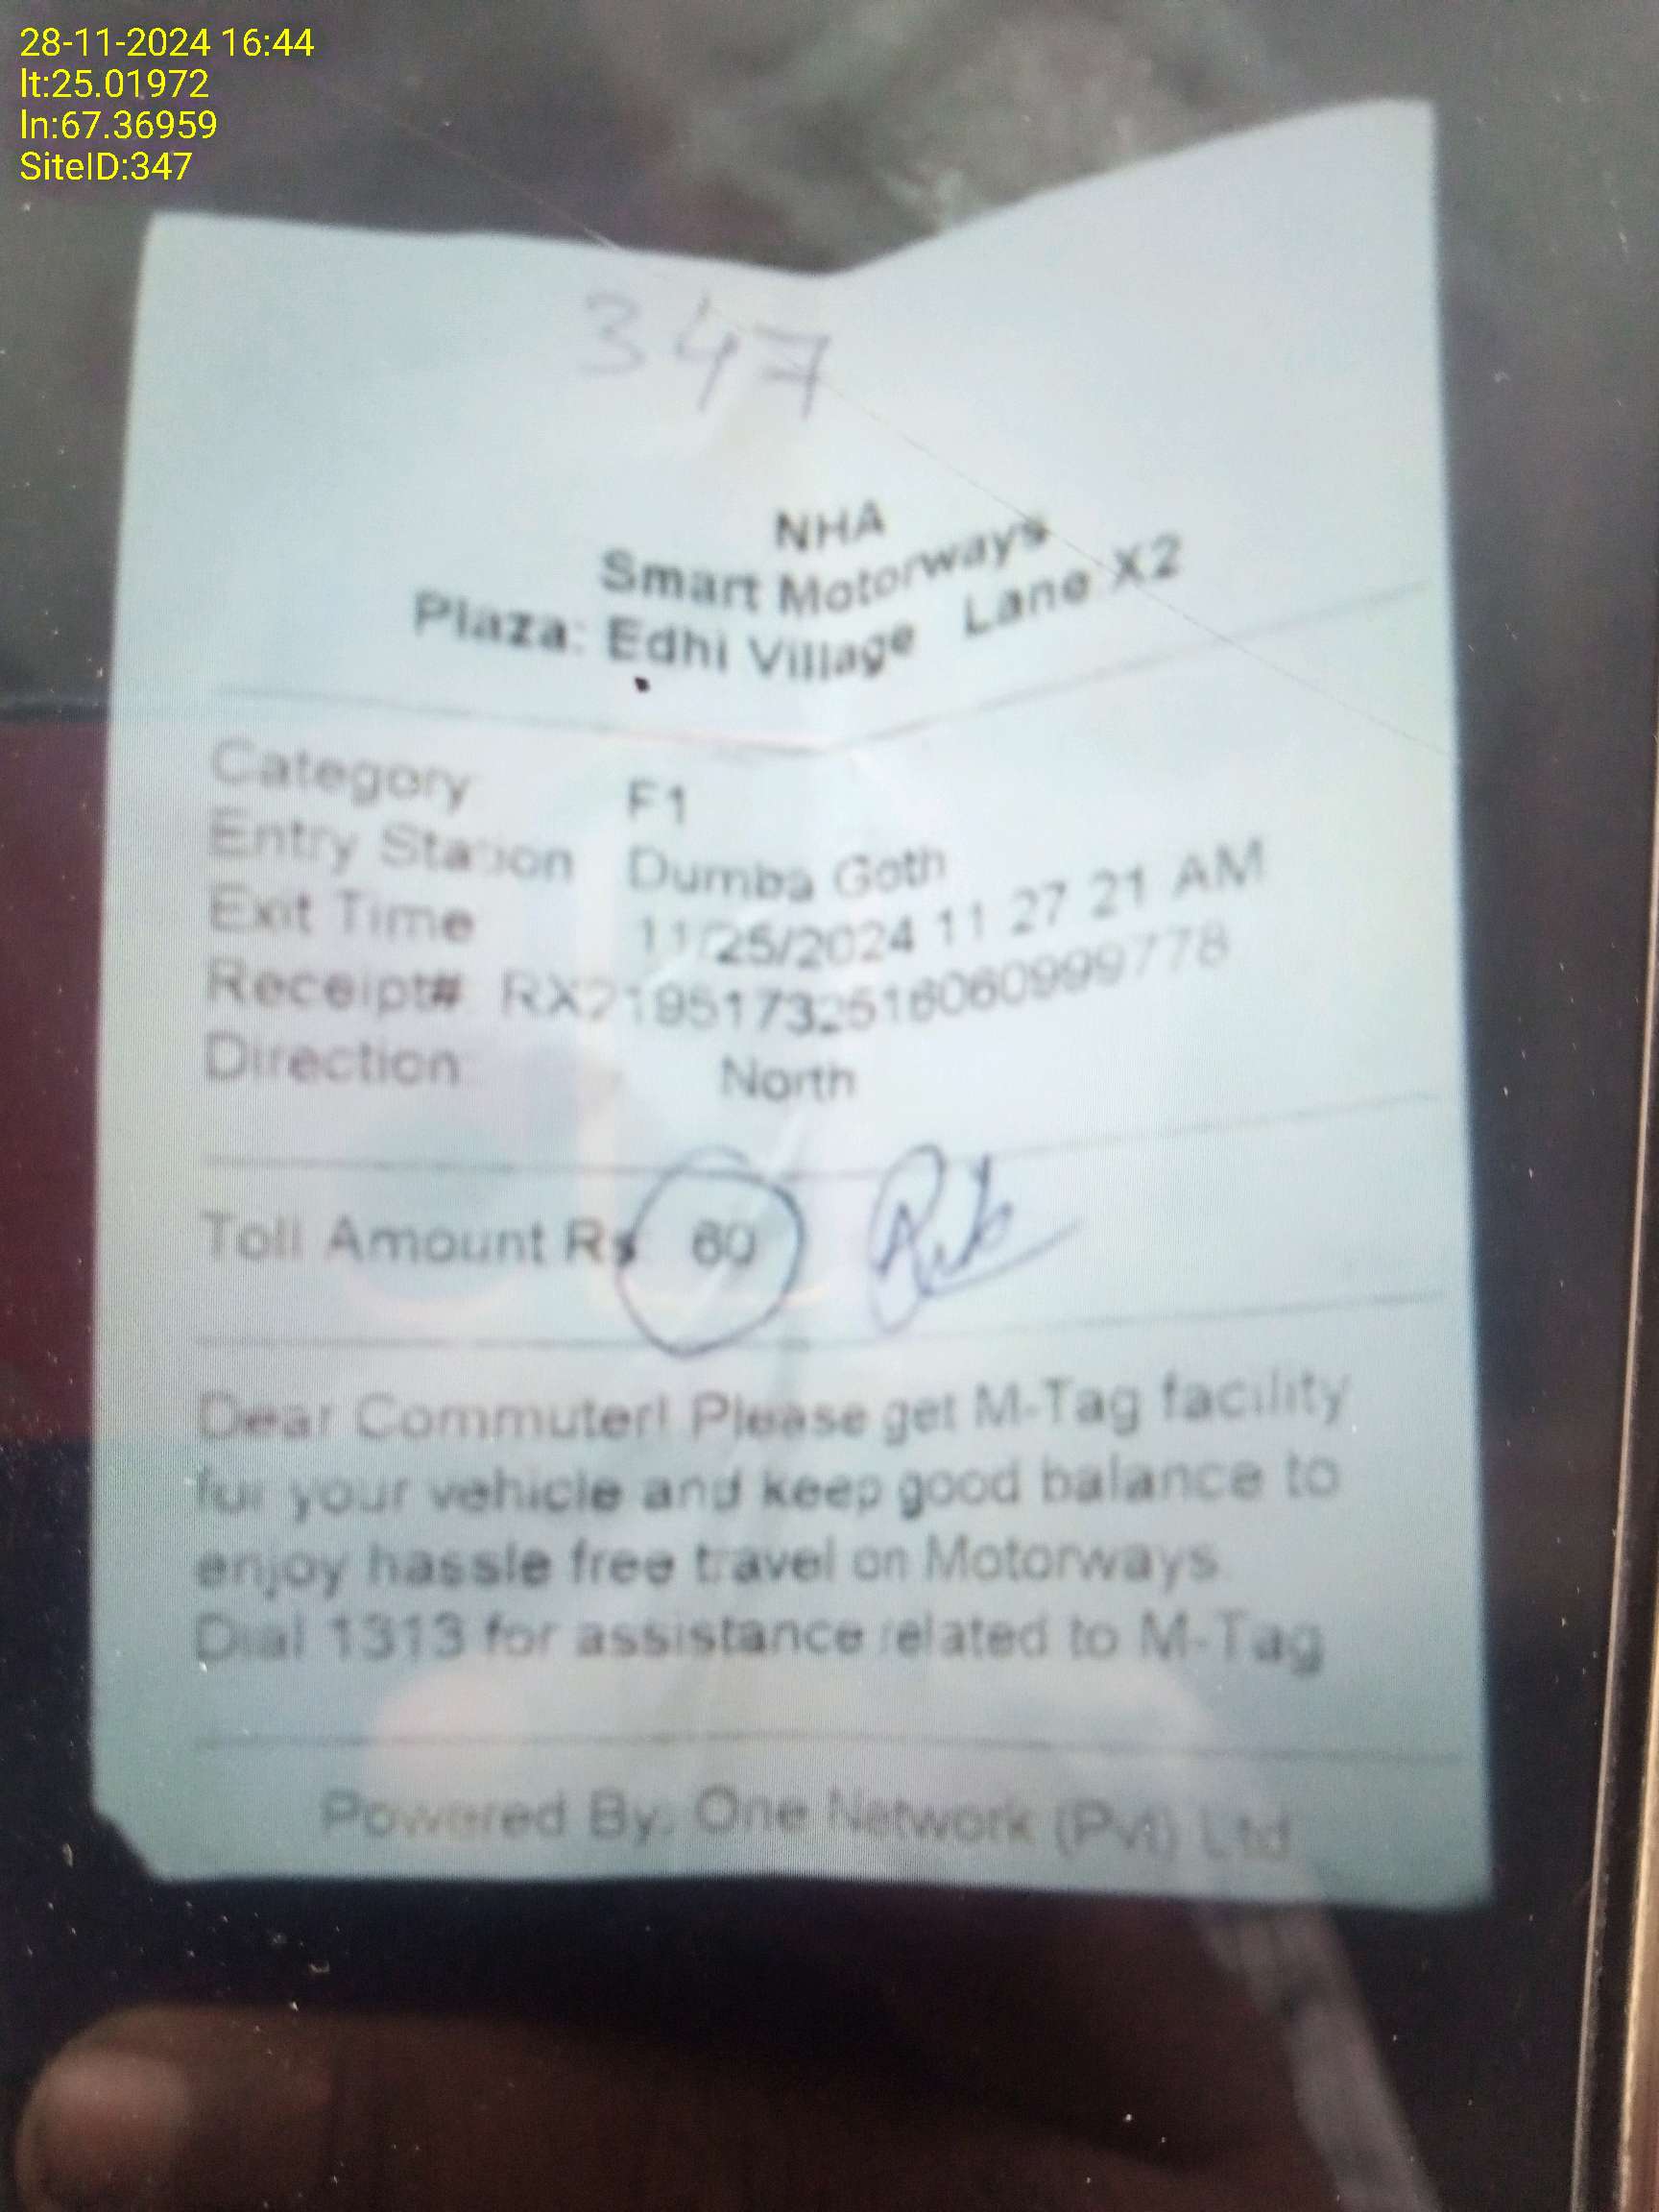 28-11-2024 16:44
lt:25.01972
ln:67.36959
SiteID:347
347
NHA
Smart Motorways
Plaza: Edhi Village Lane X2
Category F1
Entry Station Dumba Goth
Exit Time 11/25/2024 11 27 21 AM
Receipt# RX21951732516060999778
Direction: North
Toll Amount Rs 60
Dear Commuter! Please get M-Tag facility
for your vehicle and keep good balance to
enjoy hassle free travel on Motorways.
Dial 1313 for assistance related to M-Tag
Powered By: One Network (Pvt) Ltd